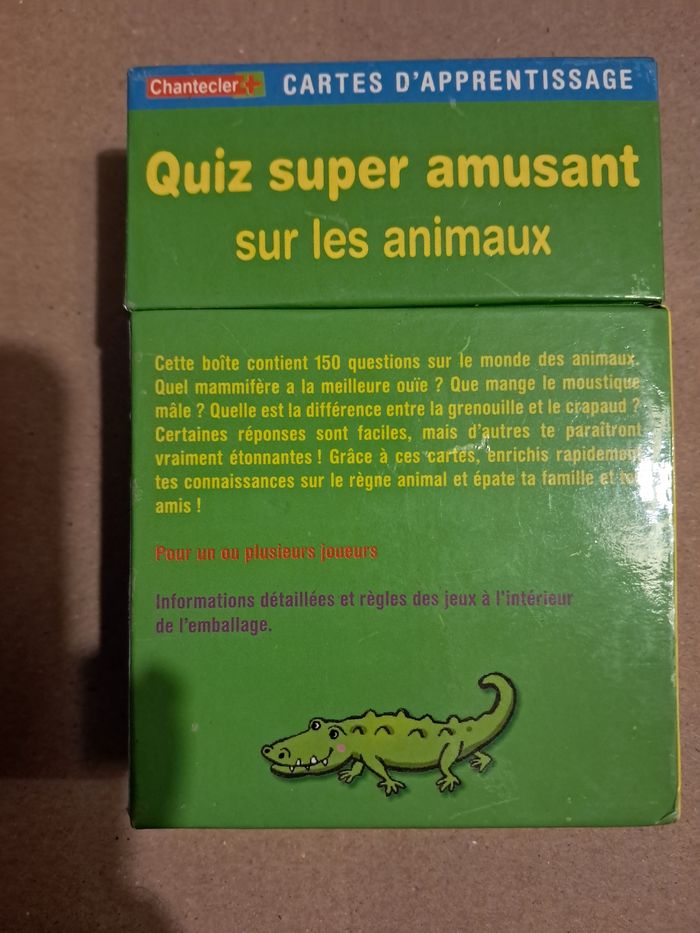 Chantecler+ CARTES D'APPRENTISSAGE
Quiz super amusant
sur les animaux
Cette boîte contient 150 questions sur le monde des animaux.
Quel mammifère a la meilleure ouïe ? Que mange le moustique
mâle ? Quelle est la différence entre la grenouille et le crapaud ?
Certaines réponses sont faciles, mais d'autres te paraîtront
vraiment étonnantes ! Grâce à ces cartes, enrichis rapidement
tes connaissances sur le règne animal et épate ta famille et
amis !
Pour un ou plusieurs joueurs
Informations détaillées et règles des jeux à l'intérieur
de l'emballage.